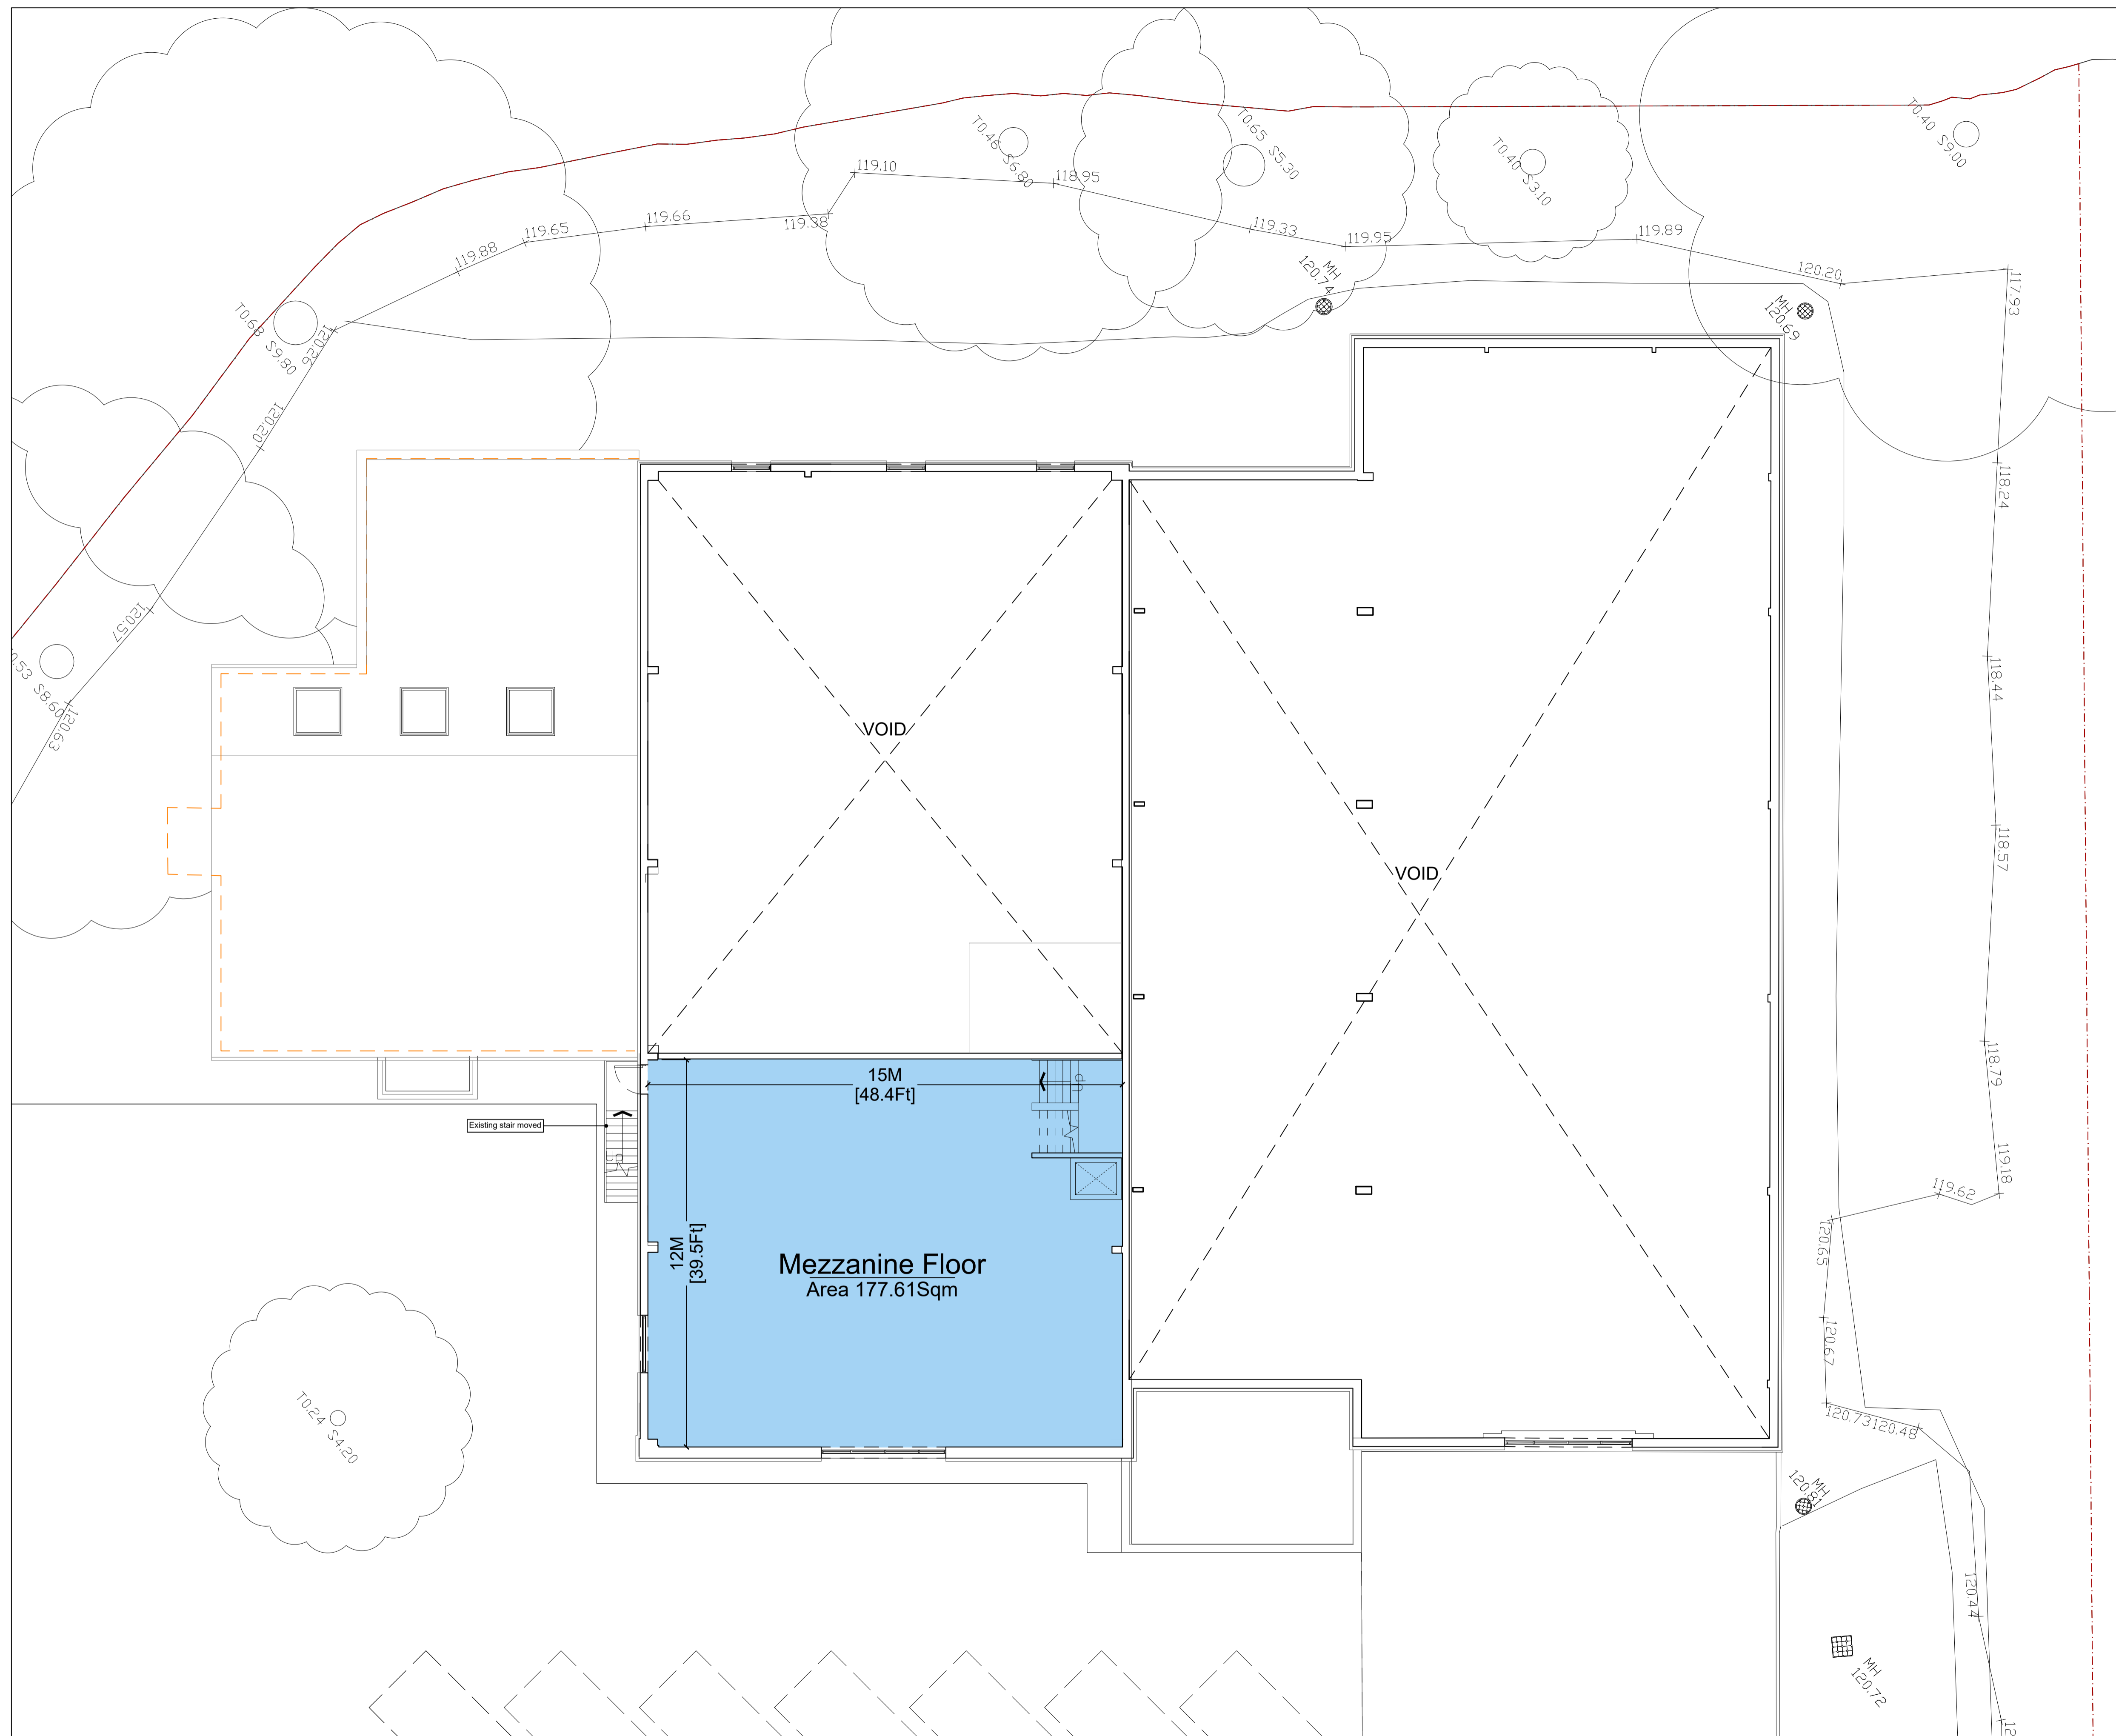 T0.46 S6.80
T0.65 S5.30
T0.40 S3.10
T0.40 S9.00
119.10
118.95
119.66
119.38
119.65
119.88
119.33
119.95
119.89
120.20
117.93
MH
120.74
MH
120.69
T0.68 S9.80
120.26
120.20
118.24
120.57
.53 S8.60
120.63
118.44
VOID
118.57
VOID
118.79
15M
[48.4Ft]
Up
Existing stair moved
Up
119.18
119.62
12M
[39.5Ft]
Mezzanine Floor
Area 177.61Sqm
120.65
120.67
T0.24 S4.20
120.73
120.48
MH
120.81
120.44
MH
120.72